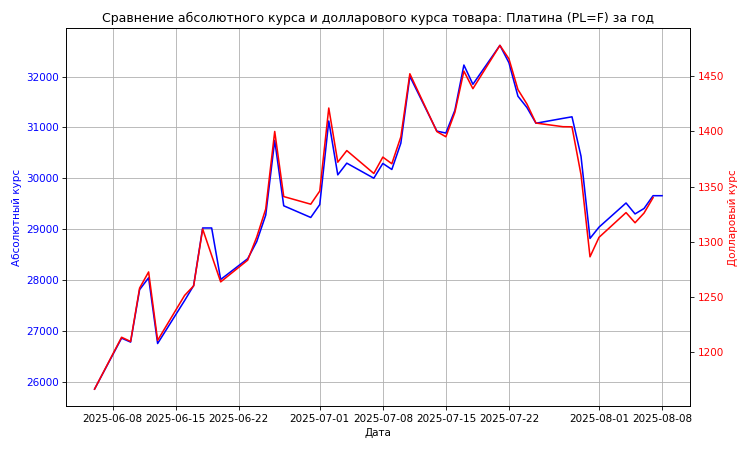 Сравнение абсолютного курса и долларового курса товара: Платина (PL=F) за год
32000
31000
30000
29000
28000
27000
26000
Абсолютный курс
1450
1400
1350
1300
1250
1200
Долларовый курс
2025-06-08 2025-06-15 2025-06-22 2025-07-01 2025-07-08 2025-07-15 2025-07-22 2025-08-01 2025-08-08
Дата